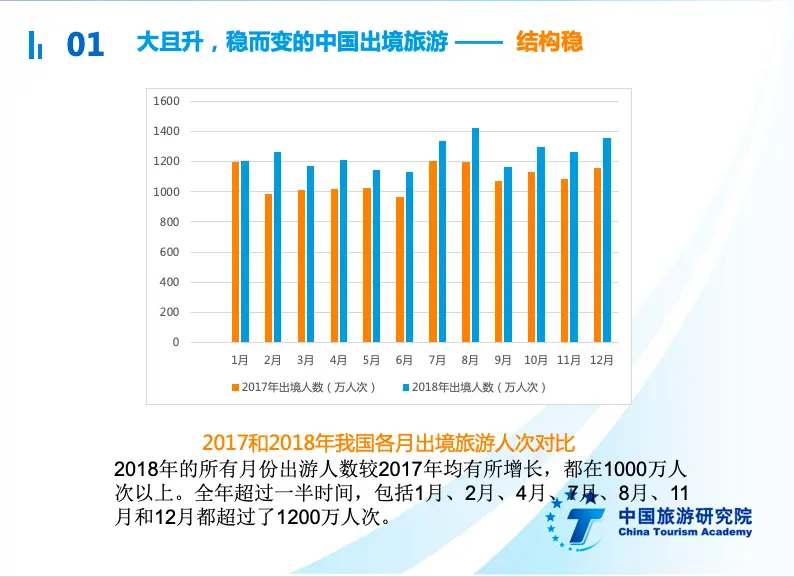 01 大且升，稳而变的中国出境旅游 —— 结构稳
1600
1400
1200
1000
800
600
400
200
0
1月 2月 3月 4月 5月 6月 7月 8月 9月 10月 11月 12月
2017年出境人数（万人次） 2018年出境人数（万人次）
2017和2018年我国各月出境旅游人次对比
2018年的所有月份出游人数较2017年均有所增长，都在1000万人
次以上。全年超过一半时间，包括1月、2月、4月、7月、8月、11
月和12月都超过了1200万人次。
中国旅游研究院
China Tourism Academy